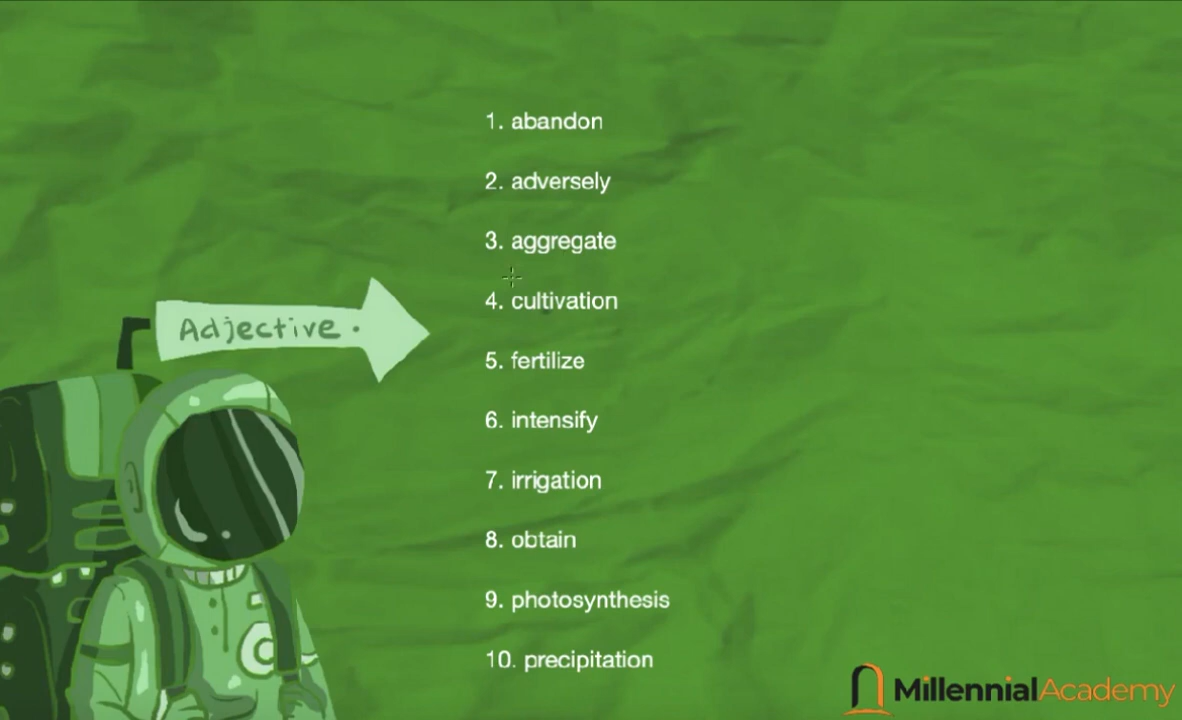 1. abandon
2. adversely
3. aggregate
Adjective.
4. cultivation
5. fertilize
6. intensify
7. irrigation
8. obtain
9. photosynthesis
10. precipitation
MillennialAcademy